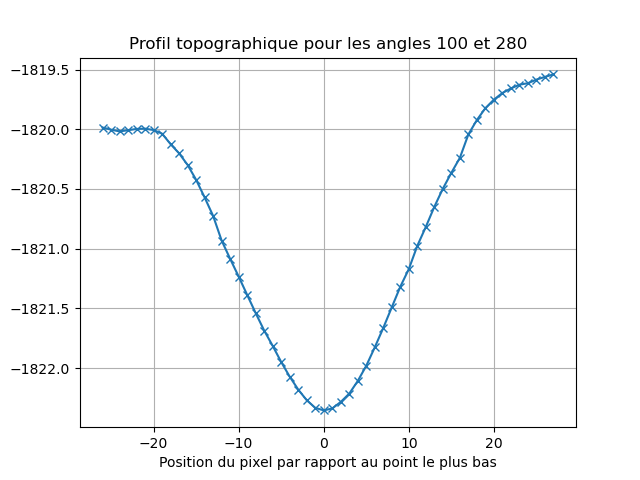 Profil topographique pour les angles 100 et 280
−1819.5
−1820.0
−1820.5
−1821.0
−1821.5
−1822.0
−20 −10 0 10 20
Position du pixel par rapport au point le plus bas